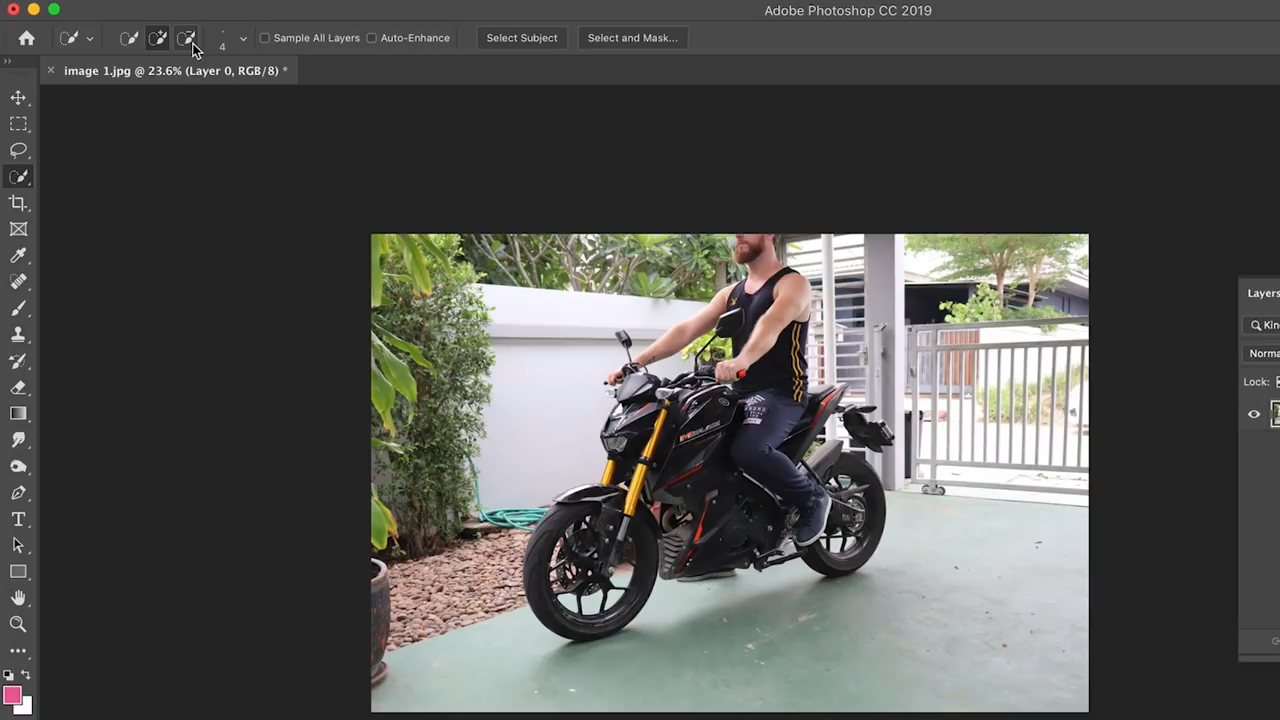 Adobe Photoshop CC 2019
4
Sample All Layers
Auto-Enhance
Select Subject
Select and Mask...
image 1.jpg @ 23.6% (Layer 0, RGB/8) *
Layers
Kin
Norma
Lock: